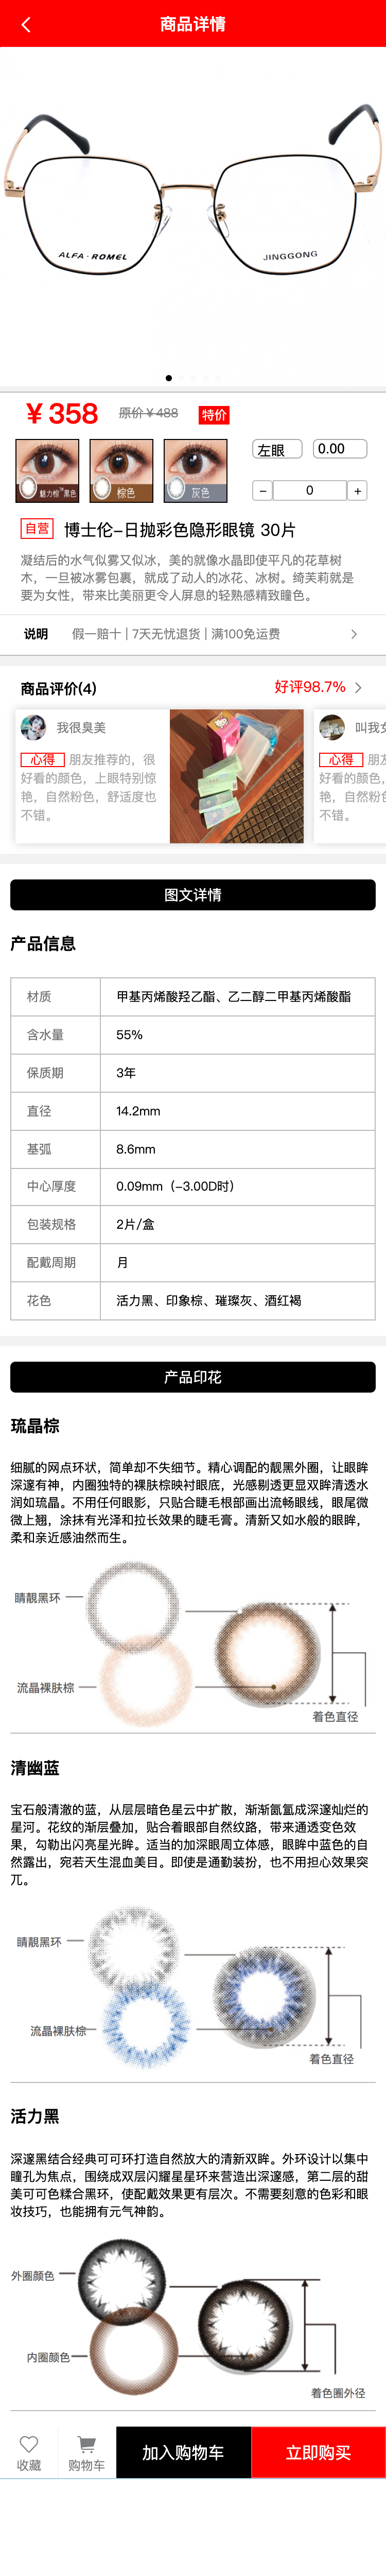 商品详情
ALFA·ROMEL
JINGGONG
￥358
原价￥488
特价
魅力棕™黑色
棕色
灰色
左眼
0.00
−
0
+
自营
博士伦-日抛彩色隐形眼镜 30片
凝结后的水气似雾又似冰，美的就像水晶即使平凡的花草树
木，一旦被冰雾包裹，就成了动人的冰花、冰树。绮芙莉就是
要为女性，带来比美丽更令人屏息的轻熟感精致瞳色。
说明
假一赔十 | 7天无忧退货 | 满100免运费
商品评价(4)
好评98.7%
我很臭美
心得 朋友推荐的，很
好看的颜色，上眼特别惊
艳，自然粉色，舒适度也
不错。
叫我女
心得 朋友
好看的颜色，
艳，自然粉色
不错。
图文详情
产品信息
材质
甲基丙烯酸羟乙酯、乙二醇二甲基丙烯酸酯
含水量
55%
保质期
3年
直径
14.2mm
基弧
8.6mm
中心厚度
0.09mm（-3.00D时）
包装规格
2片/盒
配戴周期
月
花色
活力黑、印象棕、璀璨灰、酒红褐
产品印花
琉晶棕
细腻的网点环状，简单却不失细节。精心调配的靓黑外圈，让眼眸
深邃有神，内圈独特的裸肤棕映衬眼底，光感剔透更显双眸清透水
润如琉晶。不用任何眼影，只贴合睫毛根部画出流畅眼线，眼尾微
微上翘，涂抹有光泽和拉长效果的睫毛膏。清新又如水般的眼眸，
柔和亲近感油然而生。
睛靓黑环
流晶裸肤棕
着色直径
清幽蓝
宝石般清澈的蓝，从层层暗色星云中扩散，渐渐氤氲成深邃灿烂的
星河。花纹的渐层叠加，贴合着眼部自然纹路，带来通透变色效
果，勾勒出闪亮星光眸。适当的加深眼周立体感，眼眸中蓝色的自
然露出，宛若天生混血美目。即使是通勤装扮，也不用担心效果突
兀。
睛靓黑环
流晶裸肤棕
着色直径
活力黑
深邃黑结合经典可可环打造自然放大的清新双眸。外环设计以集中
瞳孔为焦点，围绕成双层闪耀星星环来营造出深邃感，第二层的甜
美可可色糅合黑环，使配戴效果更有层次。不需要刻意的色彩和眼
妆技巧，也能拥有元气神韵。
外圈颜色
内圈颜色
着色圈外径
收藏
购物车
加入购物车
立即购买